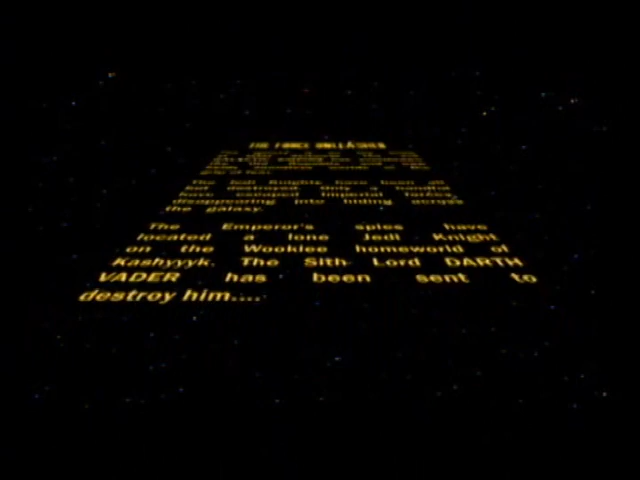 THE FORCE UNLEASHED
The Jedi Knights have been all
but destroyed. Only a handful
have escaped Imperial forces,
disappearing into hiding across
the galaxy.
The Emperor's spies have
located a lone Jedi Knight
on the Wookiee homeworld of
Kashyyyk. The Sith Lord DARTH
VADER has been sent to
destroy him....